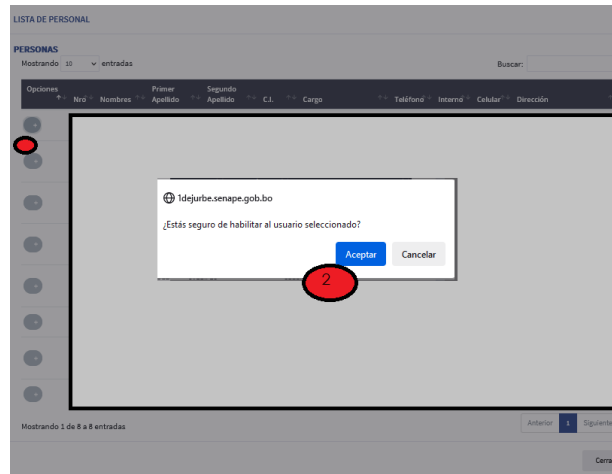 LISTA DE PERSONAL
PERSONAS
Mostrando 10 entradas
Buscar:
Opciones Nro Nombres Primer Apellido Segundo Apellido C.I. Cargo Teléfono Interno Celular Dirección
1dejurbe.senape.gob.bo
¿Estás seguro de habilitar al usuario seleccionado?
Aceptar Cancelar
2
Mostrando 1 de 8 a 8 entradas
Anterior 1 Siguiente
Cerra